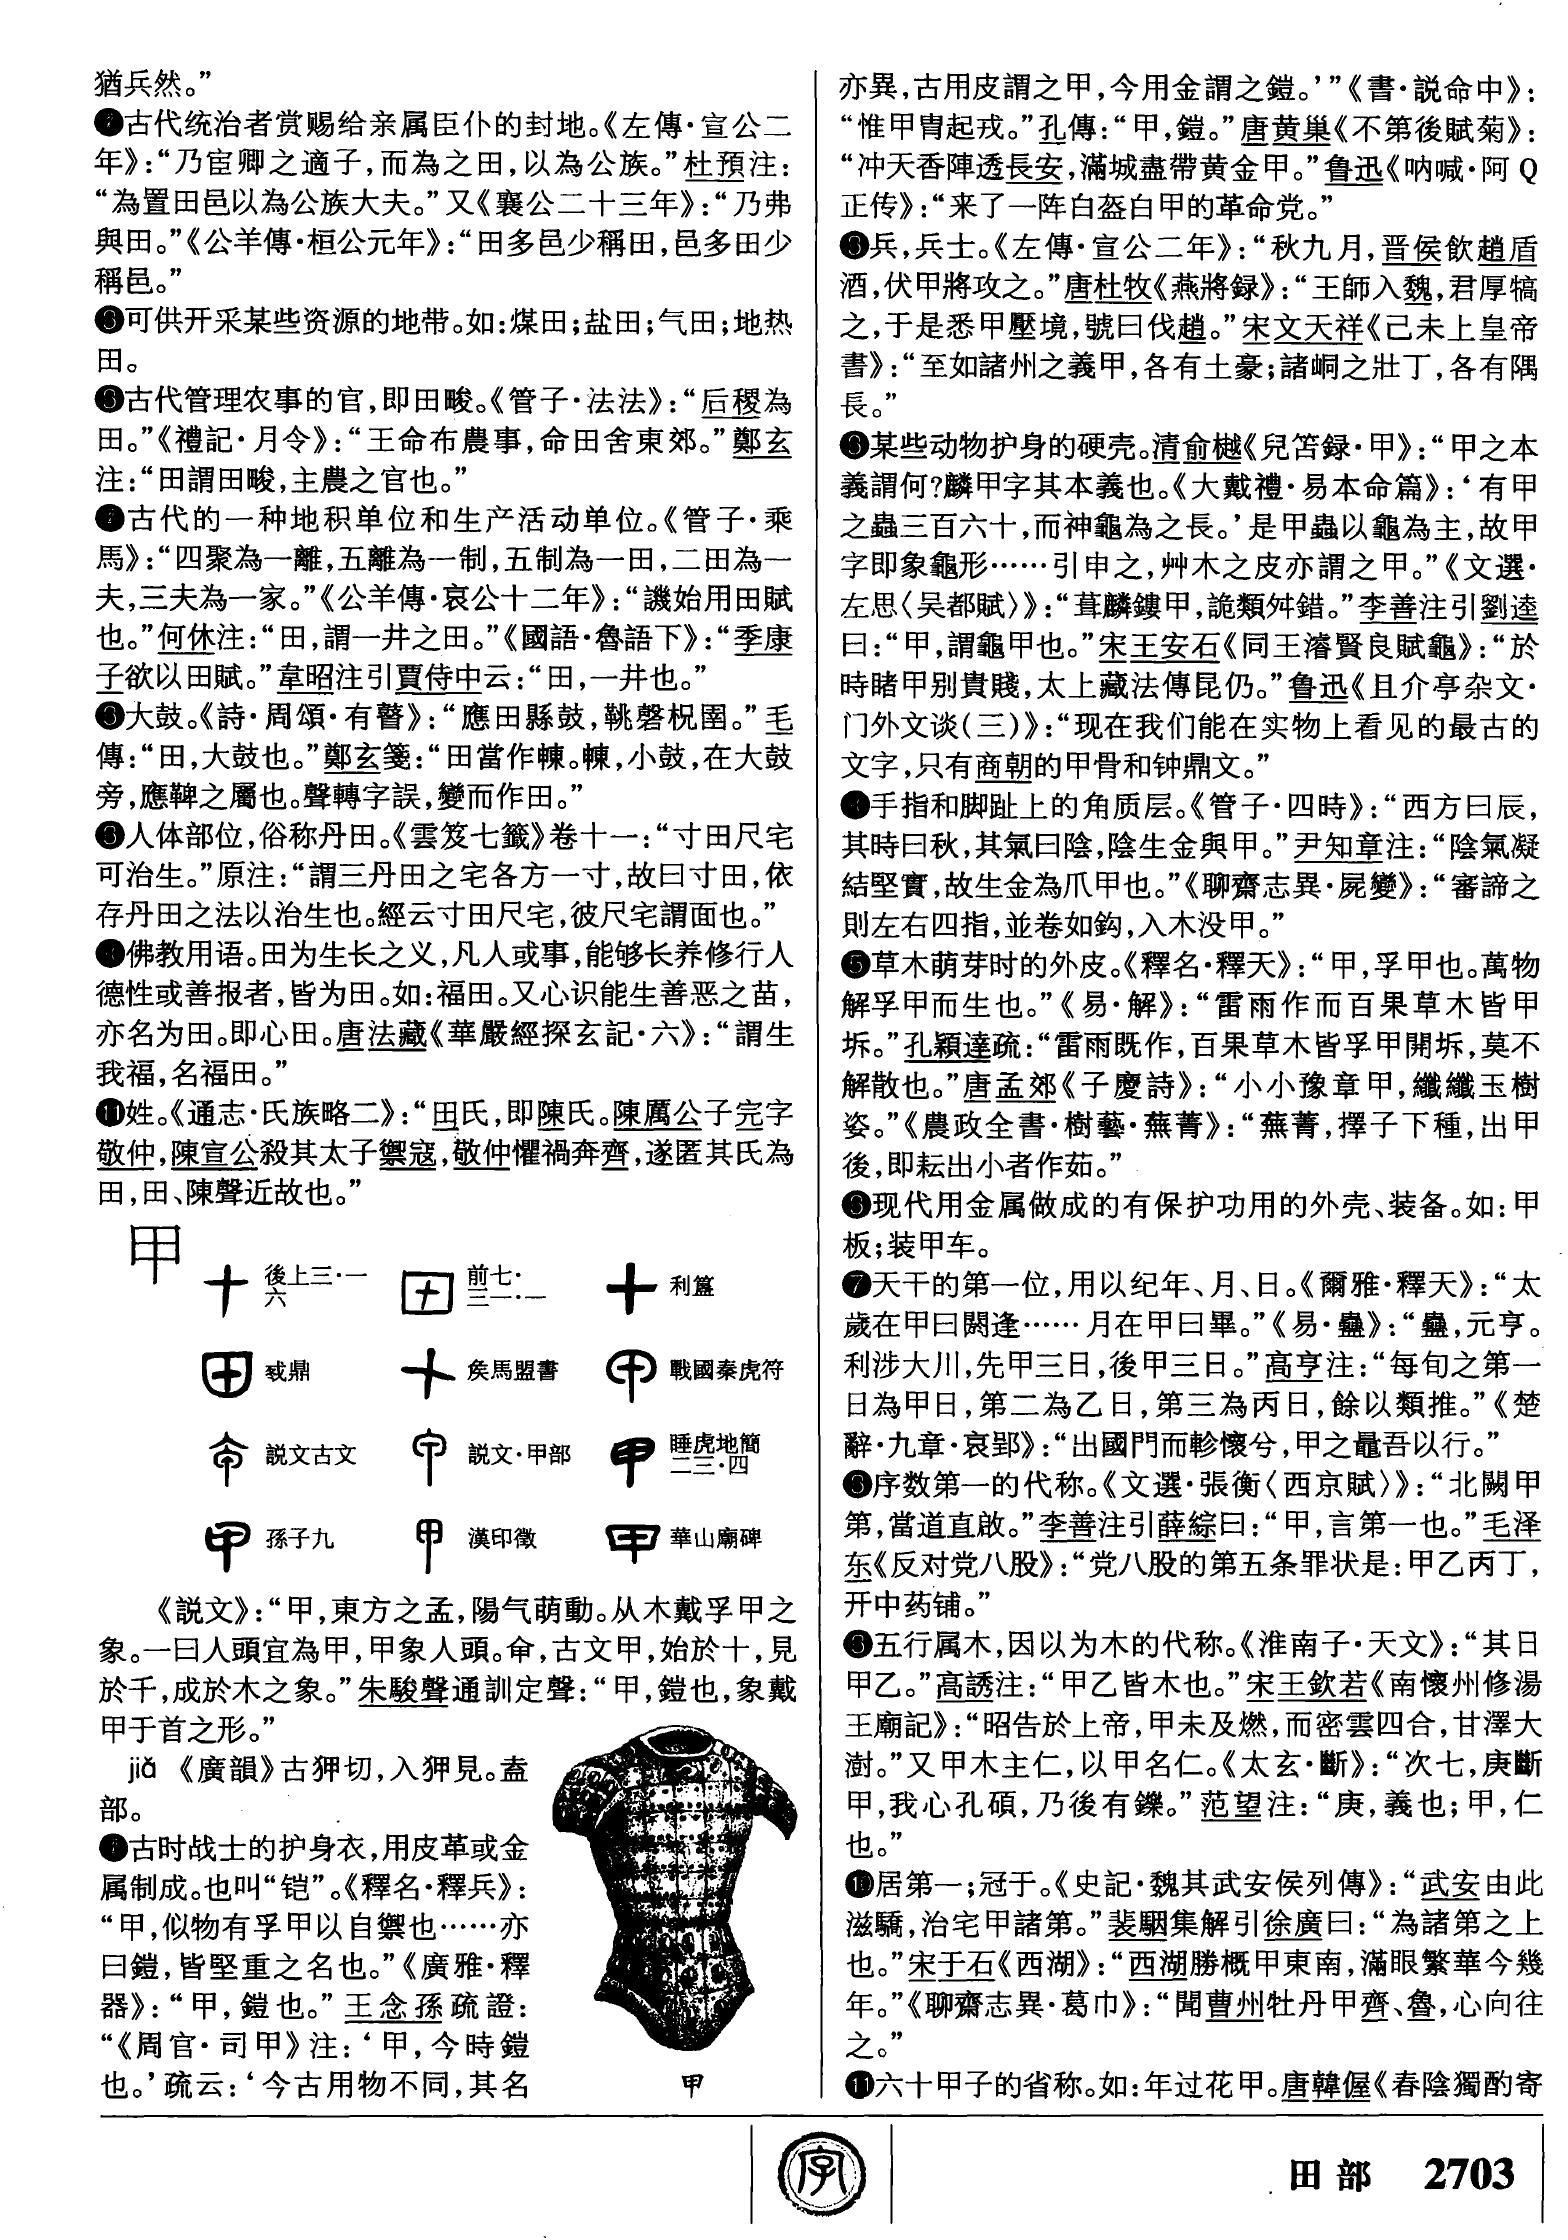 猶兵然。”
古代统治者赏赐给亲属臣仆的封地。《左傳·宣公二
年》：“乃宦卿之適子，而為之田，以為公族。”杜預注：
“為置田邑以為公族大夫。”又《襄公二十三年》：“乃弗
與田。”《公羊傳·桓公元年》：“田多邑少稱田，邑多田少
稱邑。”
可供开采某些资源的地带。如：煤田；盐田；气田；地热
田。
古代管理农事的官，即田畯。《管子·法法》：“后稷為
田。”《禮記·月令》：“王命布農事，命田舍東郊。”鄭玄
注：“田謂田畯，主農之官也。”
古代的一种地积单位和生产活动单位。《管子·乘
馬》：“四聚為一離，五離為一制，五制為一田，二田為一
夫，三夫為一家。”《公羊傳·哀公十二年》：“譏始用田賦
也。”何休注：“田，謂一井之田。”《國語·魯語下》：“季康
子欲以田賦。”韋昭注引賈侍中云：“田，一井也。”
大鼓。《詩·周頌·有瞽》：“應田縣鼓，鞉磬柷圉。”毛
傳：“田，大鼓也。”鄭玄箋：“田當作朄。朄，小鼓，在大鼓
旁，應鞞之屬也。聲轉字誤，變而作田。”
人体部位，俗称丹田。《雲笈七籤》卷十一：“寸田尺宅
可治生。”原注：“謂三丹田之宅各方一寸，故曰寸田，依
存丹田之法以治生也。經云寸田尺宅，彼尺宅謂面也。”
佛教用语。田为生长之义，凡人或事，能够长养修行人
德性或善报者，皆为田。如：福田。又心识能生善恶之苗，
亦名为田。即心田。唐法藏《華嚴經探玄記·六》：“謂生
我福，名福田。”
⓫姓。《通志·氏族略二》：“田氏，即陳氏。陳厲公子完字
敬仲，陳宣公殺其太子禦寇，敬仲懼禍奔齊，遂匿其氏為
田，田、陳聲近故也。”
甲
後上三·一六 前七·三一·一 利簋
㦰鼎 矦馬盟書 戰國秦虎符
説文古文 説文·甲部 睡虎地簡二三·四
孫子九 漢印徵 華山廟碑
《説文》：“甲，東方之孟，陽气萌動。从木戴孚甲之
象。一曰人頭宜為甲，甲象人頭。𠇚，古文甲，始於十，見
於千，成於木之象。”朱駿聲通訓定聲：“甲，鎧也，象戴
甲于首之形。”
jiǎ 《廣韻》古狎切，入狎見。盍
部。
古时战士的护身衣，用皮革或金
属制成。也叫“铠”。《釋名·釋兵》：
“甲，似物有孚甲以自禦也……亦
曰鎧，皆堅重之名也。”《廣雅·釋
器》：“甲，鎧也。”王念孫疏證：
“《周官·司甲》注：‘甲，今時鎧
也。’疏云：‘今古用物不同，其名
甲
亦異，古用皮謂之甲，今用金謂之鎧。’”《書·説命中》：
“惟甲胄起戎。”孔傳：“甲，鎧。”唐黄巢《不第後賦菊》：
“冲天香陣透長安，滿城盡帶黄金甲。”鲁迅《呐喊·阿Q
正传》：“来了一阵白盔白甲的革命党。”
兵，兵士。《左傳·宣公二年》：“秋九月，晋侯飲趙盾
酒，伏甲將攻之。”唐杜牧《燕將録》：“王師入魏，君厚犒
之，于是悉甲壓境，號曰伐趙。”宋文天祥《己未上皇帝
書》：“至如諸州之義甲，各有土豪；諸峒之壯丁，各有隅
長。”
某些动物护身的硬壳。清俞樾《兒笘録·甲》：“甲之本
義謂何？麟甲字其本義也。《大戴禮·易本命篇》：‘有甲
之蟲三百六十，而神龜為之長。’是甲蟲以龜為主，故甲
字即象龜形……引申之，艸木之皮亦謂之甲。”《文選·
左思〈吴都賦〉》：“葺麟鏤甲，詭類舛錯。”李善注引劉逵
曰：“甲，謂龜甲也。”宋王安石《同王濬賢良賦龜》：“於
時睹甲别貴賤，太上藏法傳昆仍。”鲁迅《且介亭杂文·
门外文谈（三）》：“现在我们能在实物上看见的最古的
文字，只有商朝的甲骨和钟鼎文。”
手指和脚趾上的角质层。《管子·四時》：“西方曰辰，
其時曰秋，其氣曰陰，陰生金與甲。”尹知章注：“陰氣凝
結堅實，故生金為爪甲也。”《聊齋志異·屍變》：“審諦之
則左右四指，並卷如鈎，入木没甲。”
❺草木萌芽时的外皮。《釋名·釋天》：“甲，孚甲也。萬物
解孚甲而生也。”《易·解》：“雷雨作而百果草木皆甲
坼。”孔穎達疏：“雷雨既作，百果草木皆孚甲開坼，莫不
解散也。”唐孟郊《子慶詩》：“小小豫章甲，纖纖玉樹
姿。”《農政全書·樹藝·蕪菁》：“蕪菁，擇子下種，出甲
後，即耘出小者作茹。”
现代用金属做成的有保护功用的外壳、装备。如：甲
板；装甲车。
❼天干的第一位，用以纪年、月、日。《爾雅·釋天》：“太
歲在甲曰閼逢……月在甲曰畢。”《易·蠱》：“蠱，元亨。
利涉大川，先甲三日，後甲三日。”高亨注：“每旬之第一
日為甲日，第二為乙日，第三為丙日，餘以類推。”《楚
辭·九章·哀郢》：“出國門而軫懷兮，甲之鼂吾以行。”
序数第一的代称。《文選·張衡〈西京賦〉》：“北闕甲
第，當道直啟。”李善注引薛綜曰：“甲，言第一也。”毛泽
东《反对党八股》：“党八股的第五条罪状是：甲乙丙丁，
开中药铺。”
五行属木，因以为木的代称。《淮南子·天文》：“其日
甲乙。”高誘注：“甲乙皆木也。”宋王欽若《南懷州修湯
王廟記》：“昭告於上帝，甲未及燃，而密雲四合，甘澤大
澍。”又甲木主仁，以甲名仁。《太玄·斷》：“次七，庚斷
甲，我心孔碩，乃後有鑠。”范望注：“庚，義也；甲，仁
也。”
居第一；冠于。《史記·魏其武安侯列傳》：“武安由此
滋驕，治宅甲諸第。”裴駰集解引徐廣曰：“為諸第之上
也。”宋于石《西湖》：“西湖勝概甲東南，滿眼繁華今幾
年。”《聊齋志異·葛巾》：“聞曹州牡丹甲齊、魯，心向往
之。”
⓫六十甲子的省称。如：年过花甲。唐韓偓《春陰獨酌寄
字
田部 2703